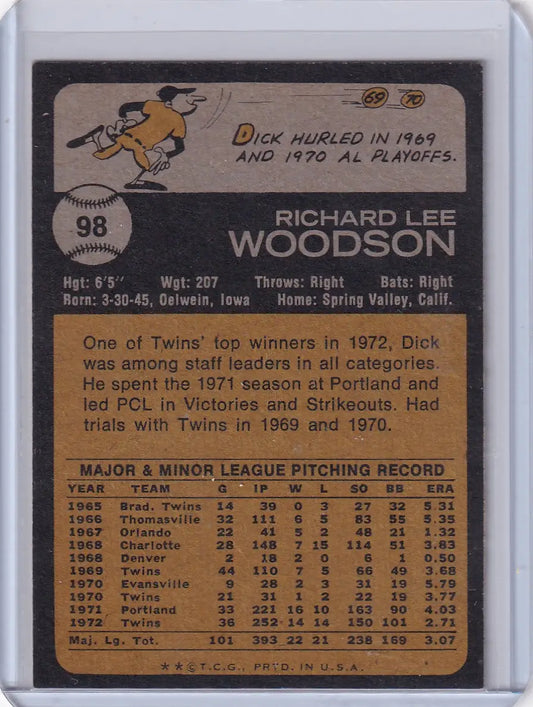 69 70
DICK HURLED IN 1969
AND 1970 AL PLAYOFFS.
98
RICHARD LEE
WOODSON
Hgt: 6'5" Wgt: 207 Throws: Right Bats: Right
Born: 3-30-45, Oelwein, Iowa Home: Spring Valley, Calif.
One of Twins' top winners in 1972, Dick
was among staff leaders in all categories.
He spent the 1971 season at Portland and
led PCL in Victories and Strikeouts. Had
trials with Twins in 1969 and 1970.
MAJOR & MINOR LEAGUE PITCHING RECORD
YEAR TEAM G IP W L SO BB ERA
1965 Brad. Twins 14 39 0 3 27 32 5.31
1966 Thomasville 32 111 6 5 83 55 5.35
1967 Orlando 22 41 5 2 48 21 1.32
1968 Charlotte 28 148 7 15 114 51 3.83
1968 Denver 2 18 2 0 6 1 0.50
1969 Twins 44 110 7 5 66 49 3.68
1970 Evansville 9 28 2 3 31 19 5.79
1970 Twins 21 31 1 2 22 19 3.77
1971 Portland 33 221 16 10 163 90 4.03
1972 Twins 36 252 14 14 150 101 2.71
Maj. Lg. Tot. 101 393 22 21 238 169 3.07
**©T.C.G., PRTD. IN U.S.A.